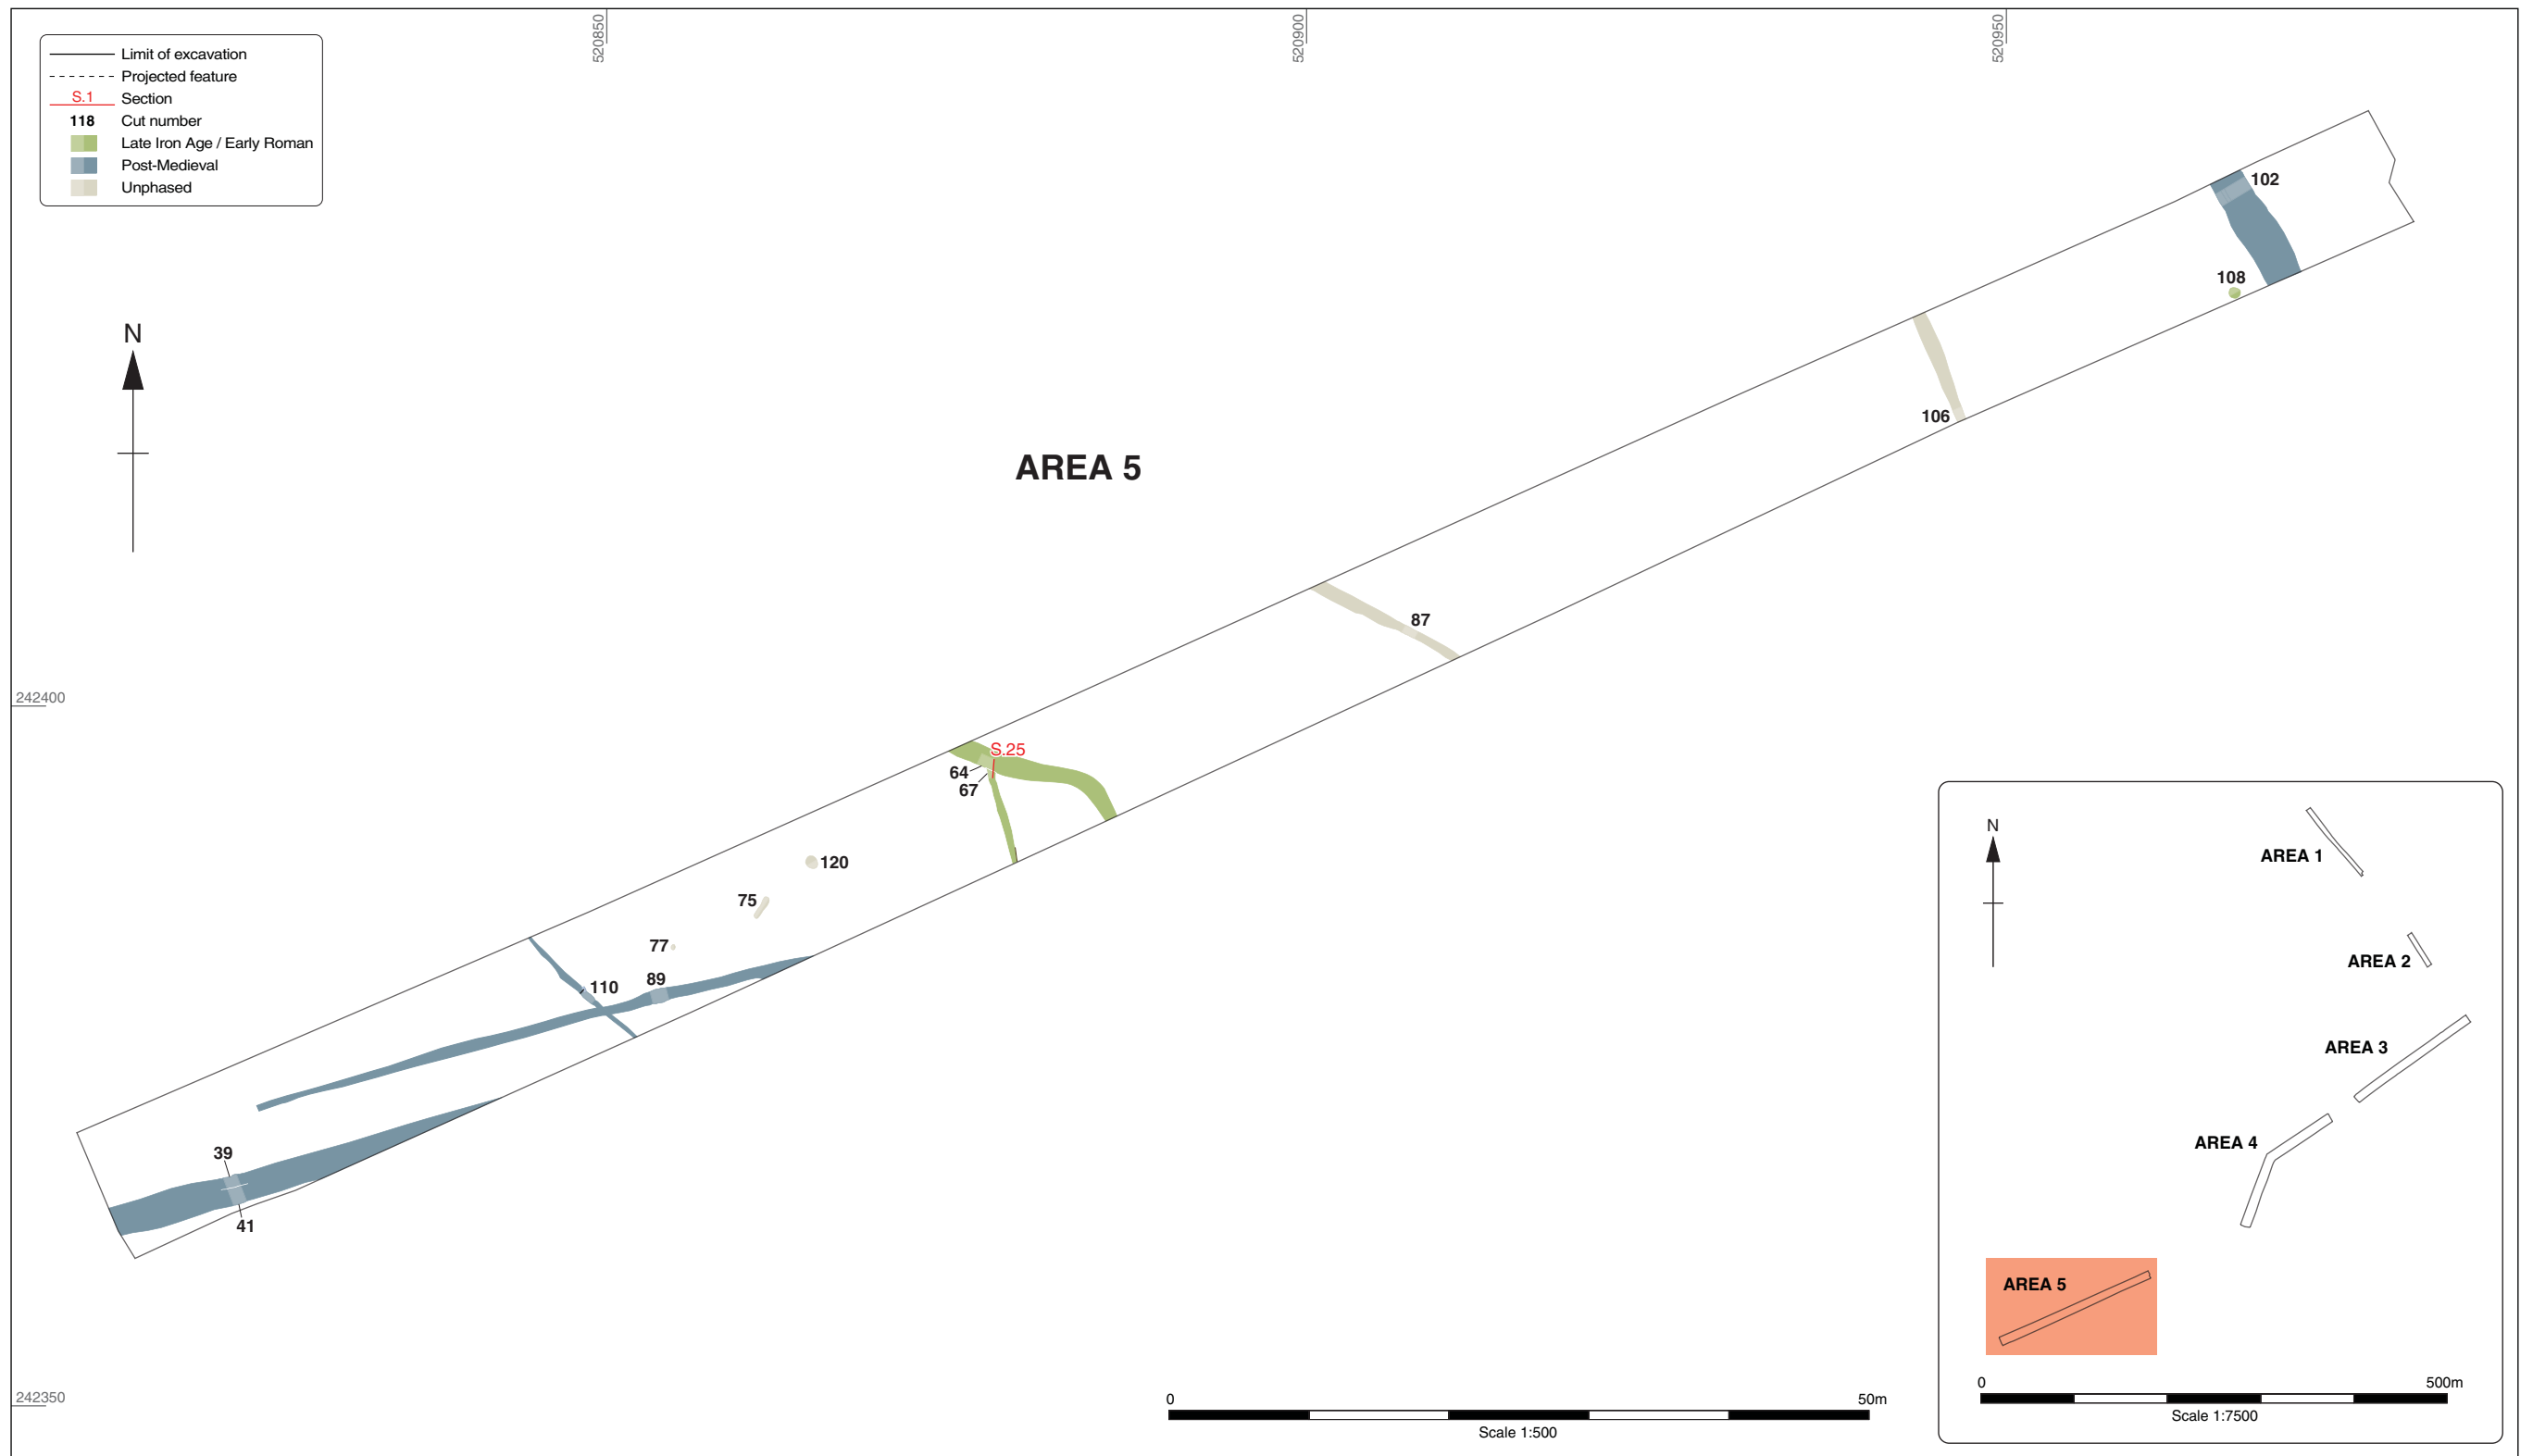 520850
520900
520950
Limit of excavation
Projected feature
S.1 Section
118 Cut number
Late Iron Age / Early Roman
Post-Medieval
Unphased
102
108
N
106
AREA 5
87
242400
S.25
64
67
120
75
77
89
110
39
41
N
AREA 1
AREA 2
AREA 3
AREA 4
AREA 5
0 500m
Scale 1:7500
242350
0 50m
Scale 1:500